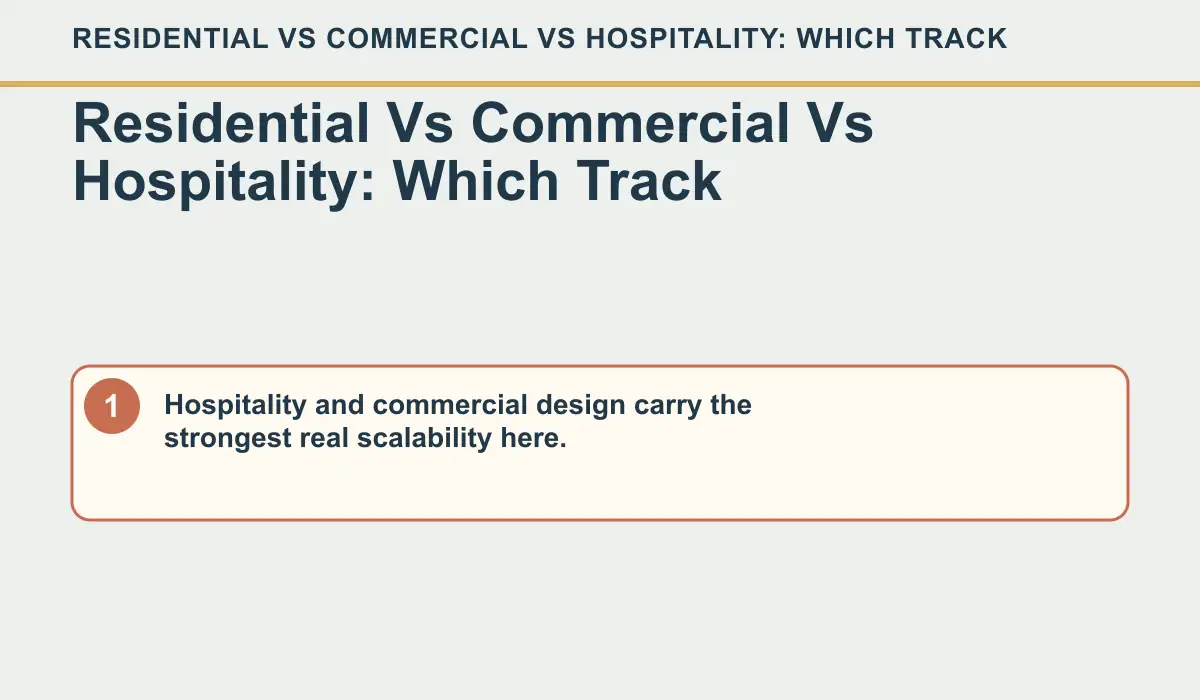 RESIDENTIAL VS COMMERCIAL VS HOSPITALITY: WHICH TRACK
Residential Vs Commercial Vs
Hospitality: Which Track
1
Hospitality and commercial design carry the
strongest real scalability here.